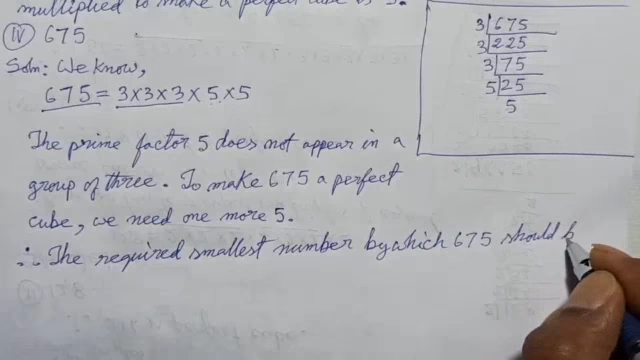 multiplied to make a perfect cube is 3.
(iv) 675
Soln: We know,
675 = 3×3×3×5×5
3 675
3 225
3 75
5 25
5
The prime factor 5 does not appear in a
group of three. To make 675 a perfect
cube, we need one more 5.
∴ The required smallest number by which 675 should b